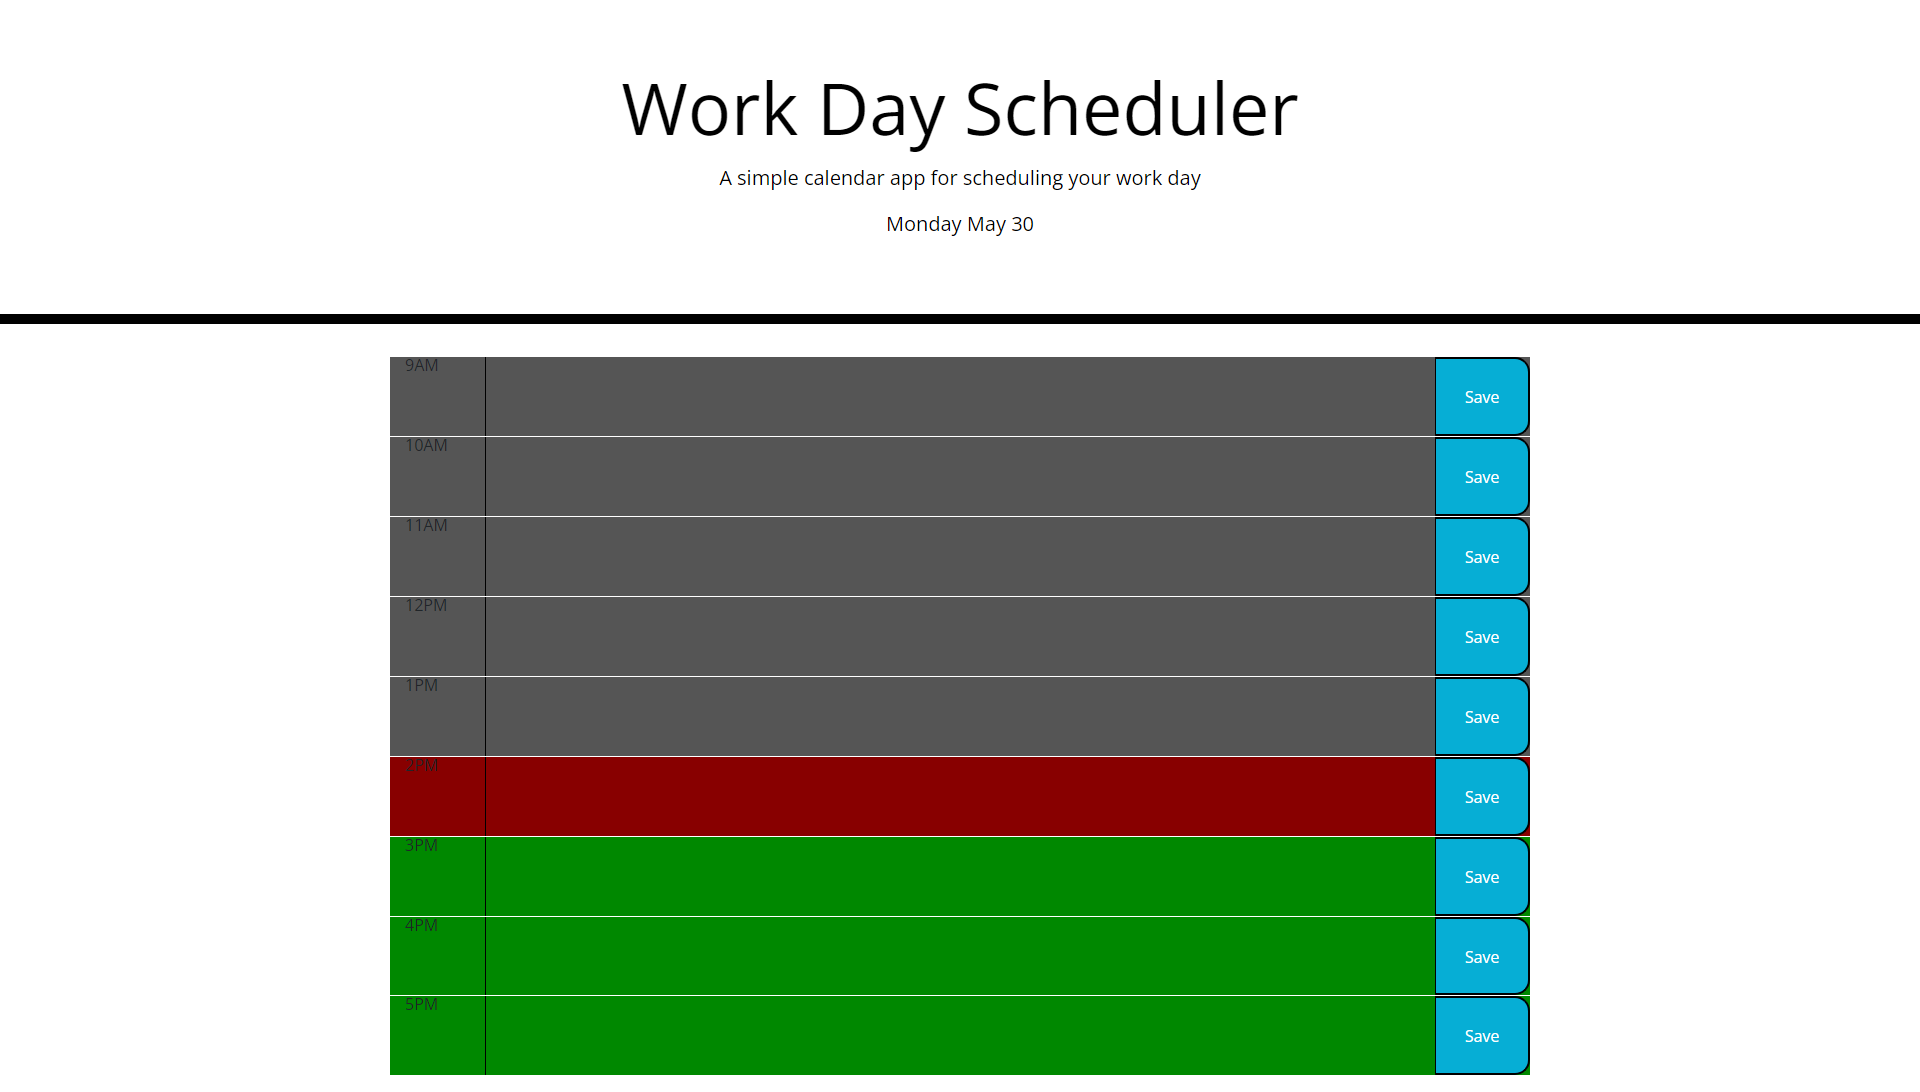 Work Day Scheduler
A simple calendar app for scheduling your work day
Monday May 30
9AM
Save
10AM
Save
11AM
Save
12PM
Save
1PM
Save
2PM
Save
3PM
Save
4PM
Save
5PM
Save